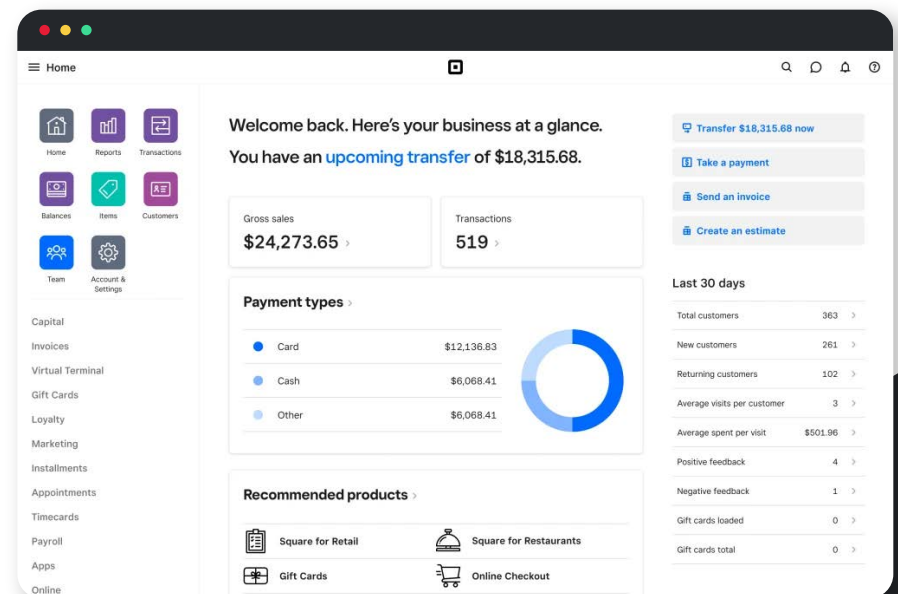 Home
Home
Reports
Transactions
Balances
Items
Customers
Team
Account &
Settings
Capital
Invoices
Virtual Terminal
Gift Cards
Loyalty
Marketing
Installments
Appointments
Timecards
Payroll
Apps
Online
Welcome back. Here's your business at a glance.
You have an upcoming transfer of $18,315.68.
Gross sales
$24,273.65
Transactions
519
Payment types
Card $12,136.83
Cash $6,068.41
Other $6,068.41
Recommended products
Square for Retail
Square for Restaurants
Gift Cards
Online Checkout
Transfer $18,315.68 now
Take a payment
Send an invoice
Create an estimate
Last 30 days
Total customers 363
New customers 261
Returning customers 102
Average visits per customer 3
Average spent per visit $501.96
Positive feedback 4
Negative feedback 1
Gift cards loaded 0
Gift cards total 0